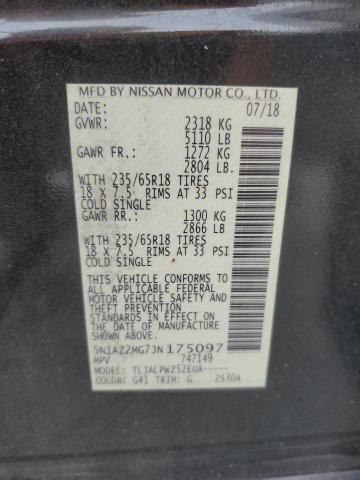 MFD BY NISSAN MOTOR CO., LTD.
DATE: 07/18
GVWR: 2318 KG
5110 LB
GAWR FR.: 1272 KG
2804 LB.
WITH 235/65R18 TIRES
18 X 7.5 RIMS AT 33 PSI
COLD SINGLE
GAWR RR.: 1300 KG
2866 LB
WITH 235/65R18 TIRES
18 X 7.5 RIMS AT 33 PSI
COLD SINGLE
THIS VEHICLE CONFORMS TO
ALL APPLICABLE FEDERAL
MOTOR VEHICLE SAFETY
AND THEFT PREVENTION
STANDARDS IN EFFECT ON
THE DATE OF MANUFACTURE
SHOWN ABOVE.
5N1AZ2MG7JN175097
MPV 747149
MODEL: TLJALPWZ52EUA-----
COLOR: G41 TRIM: G